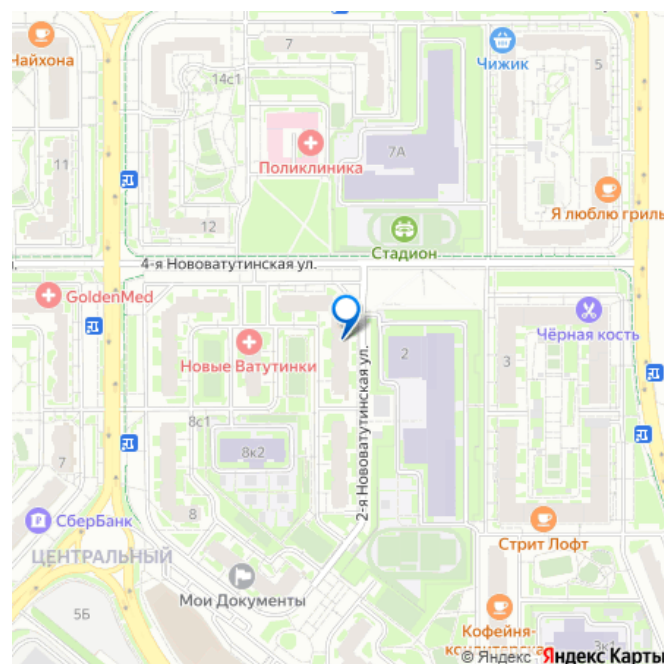 Чайхона
7
14с1
Чижик
5
11
Поликлиника
7А
12
Я люблю гриль
Стадион
4-я Нововатутинская ул.
GoldenMed
Чёрная кость
Новые Ватутинки
2
3
2-я Нововатутинская ул.
8с1
8к2
7
8
СберБанк
Стрит Лофт
ЦЕНТРАЛЬНЫЙ
Мои Документы
5Б
Кофейня-
кондитерска
3к1
© Яндекс Яндекс Карты